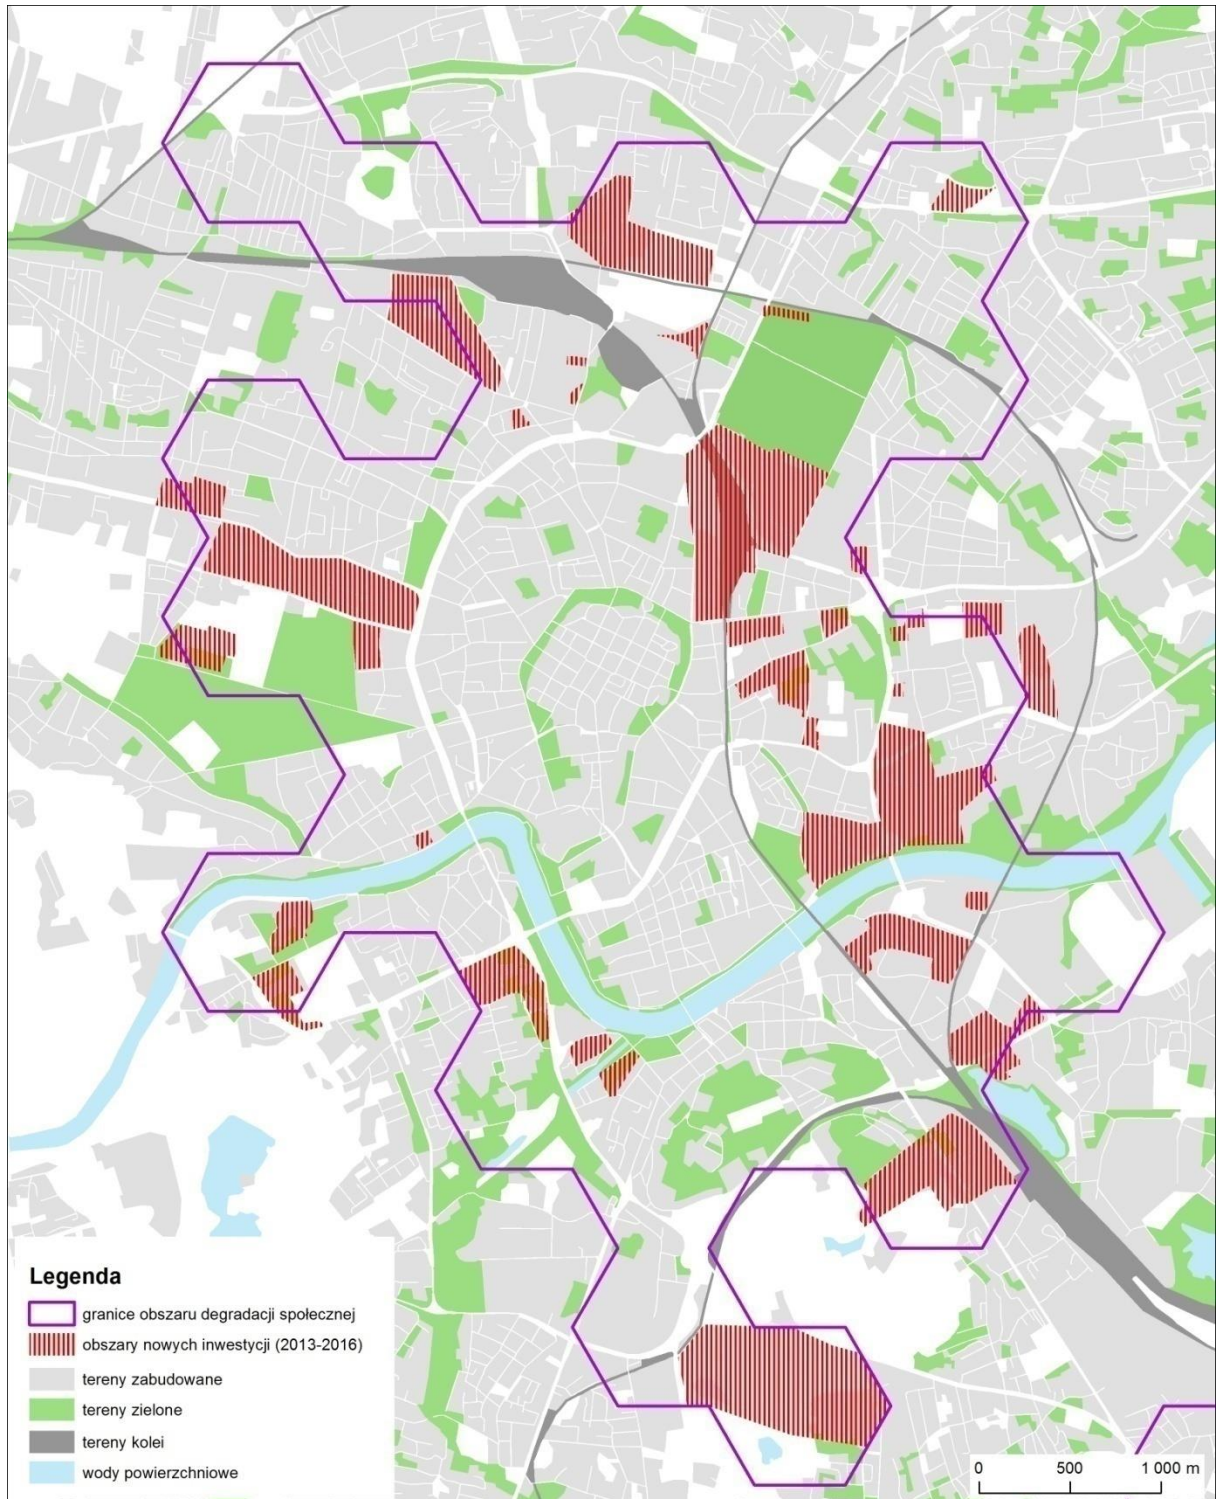 Legenda
granice obszaru degradacji społecznej
obszary nowych inwestycji (2013-2016)
tereny zabudowane
tereny zielone
tereny kolei
wody powierzchniowe
0 500 1 000 m